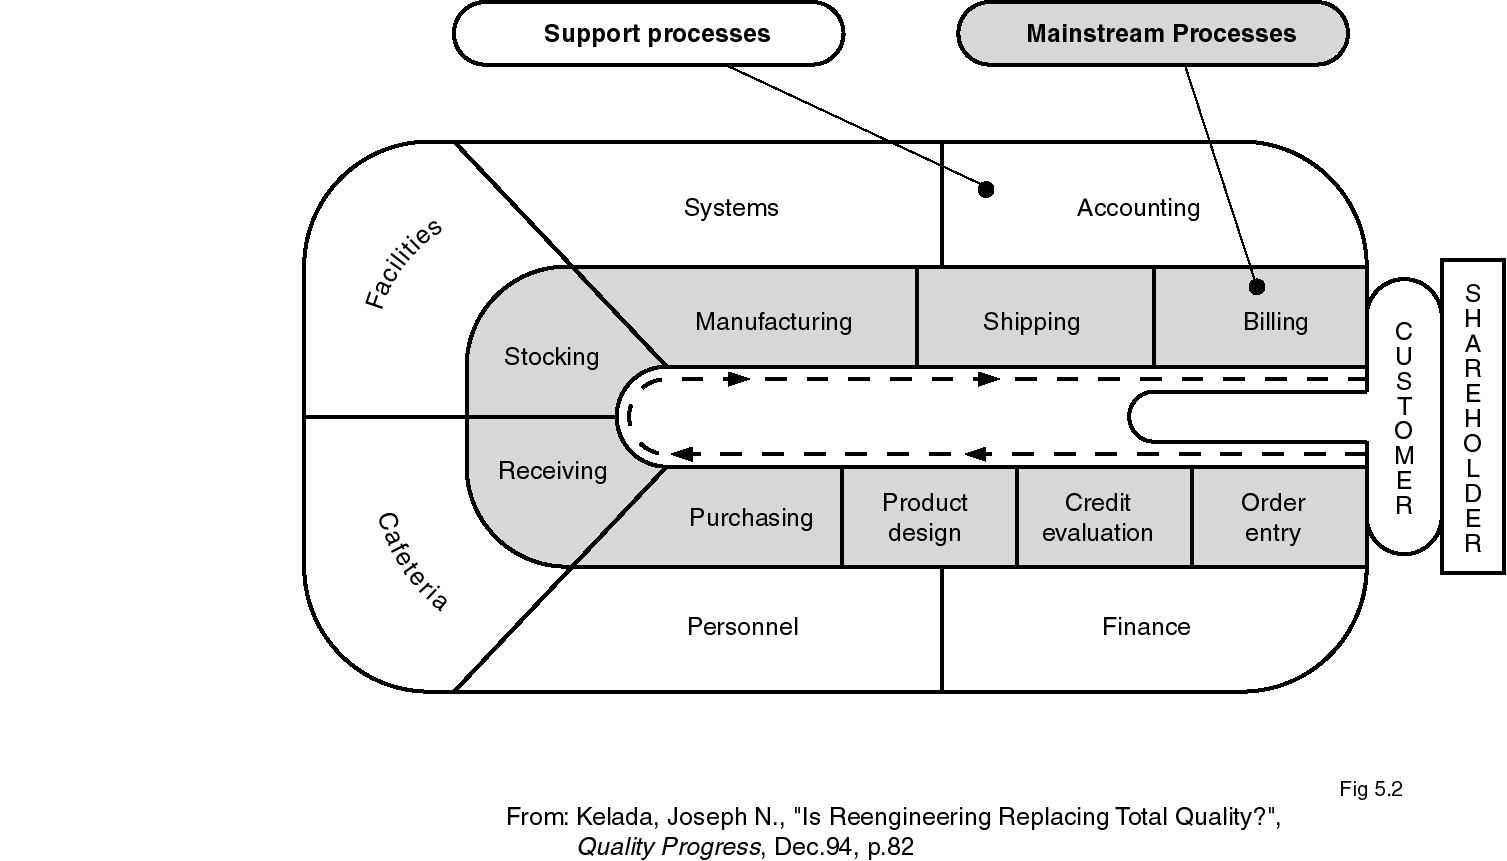 Support processes
Mainstream Processes
Systems
Accounting
Facilities
Manufacturing
Shipping
Billing
Stocking
CUSTOMER
SHAREHOLDER
Receiving
Purchasing
Product
design
Credit
evaluation
Order
entry
Cafeteria
Personnel
Finance
Fig 5.2
From: Kelada, Joseph N., "Is Reengineering Replacing Total Quality?",
Quality Progress, Dec.94, p.82